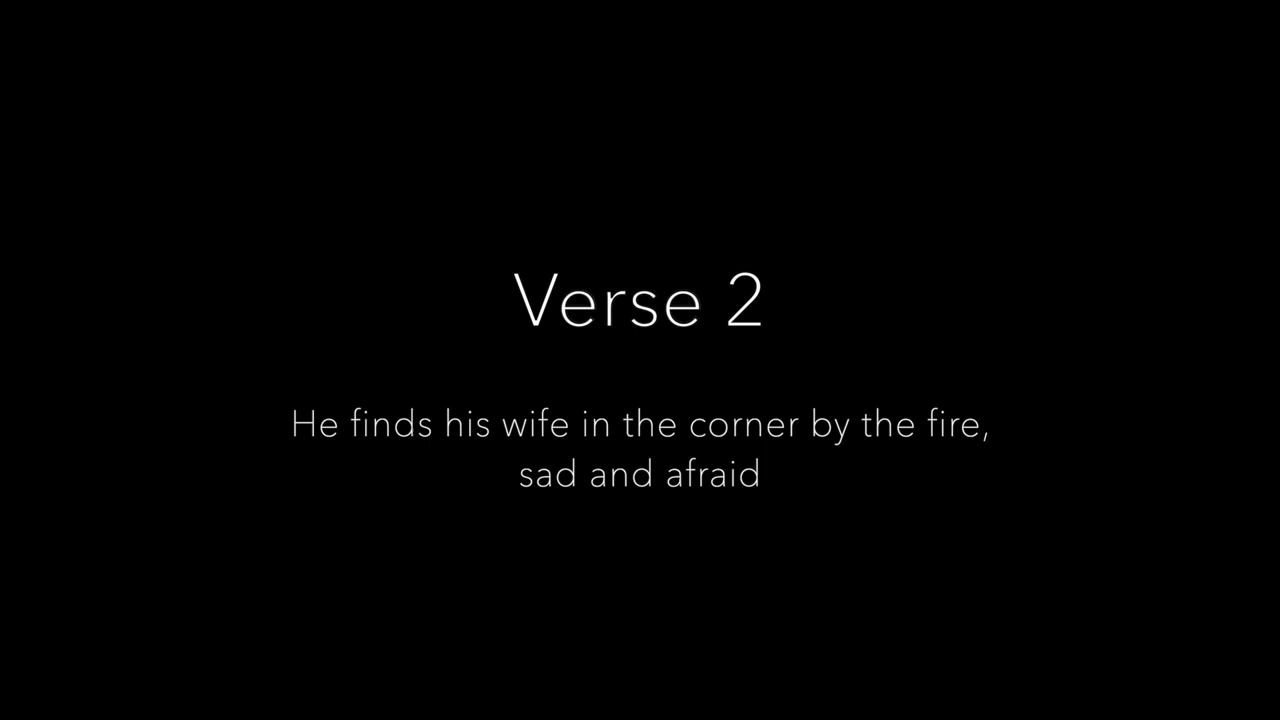 Verse 2
He finds his wife in the corner by the fire,
sad and afraid